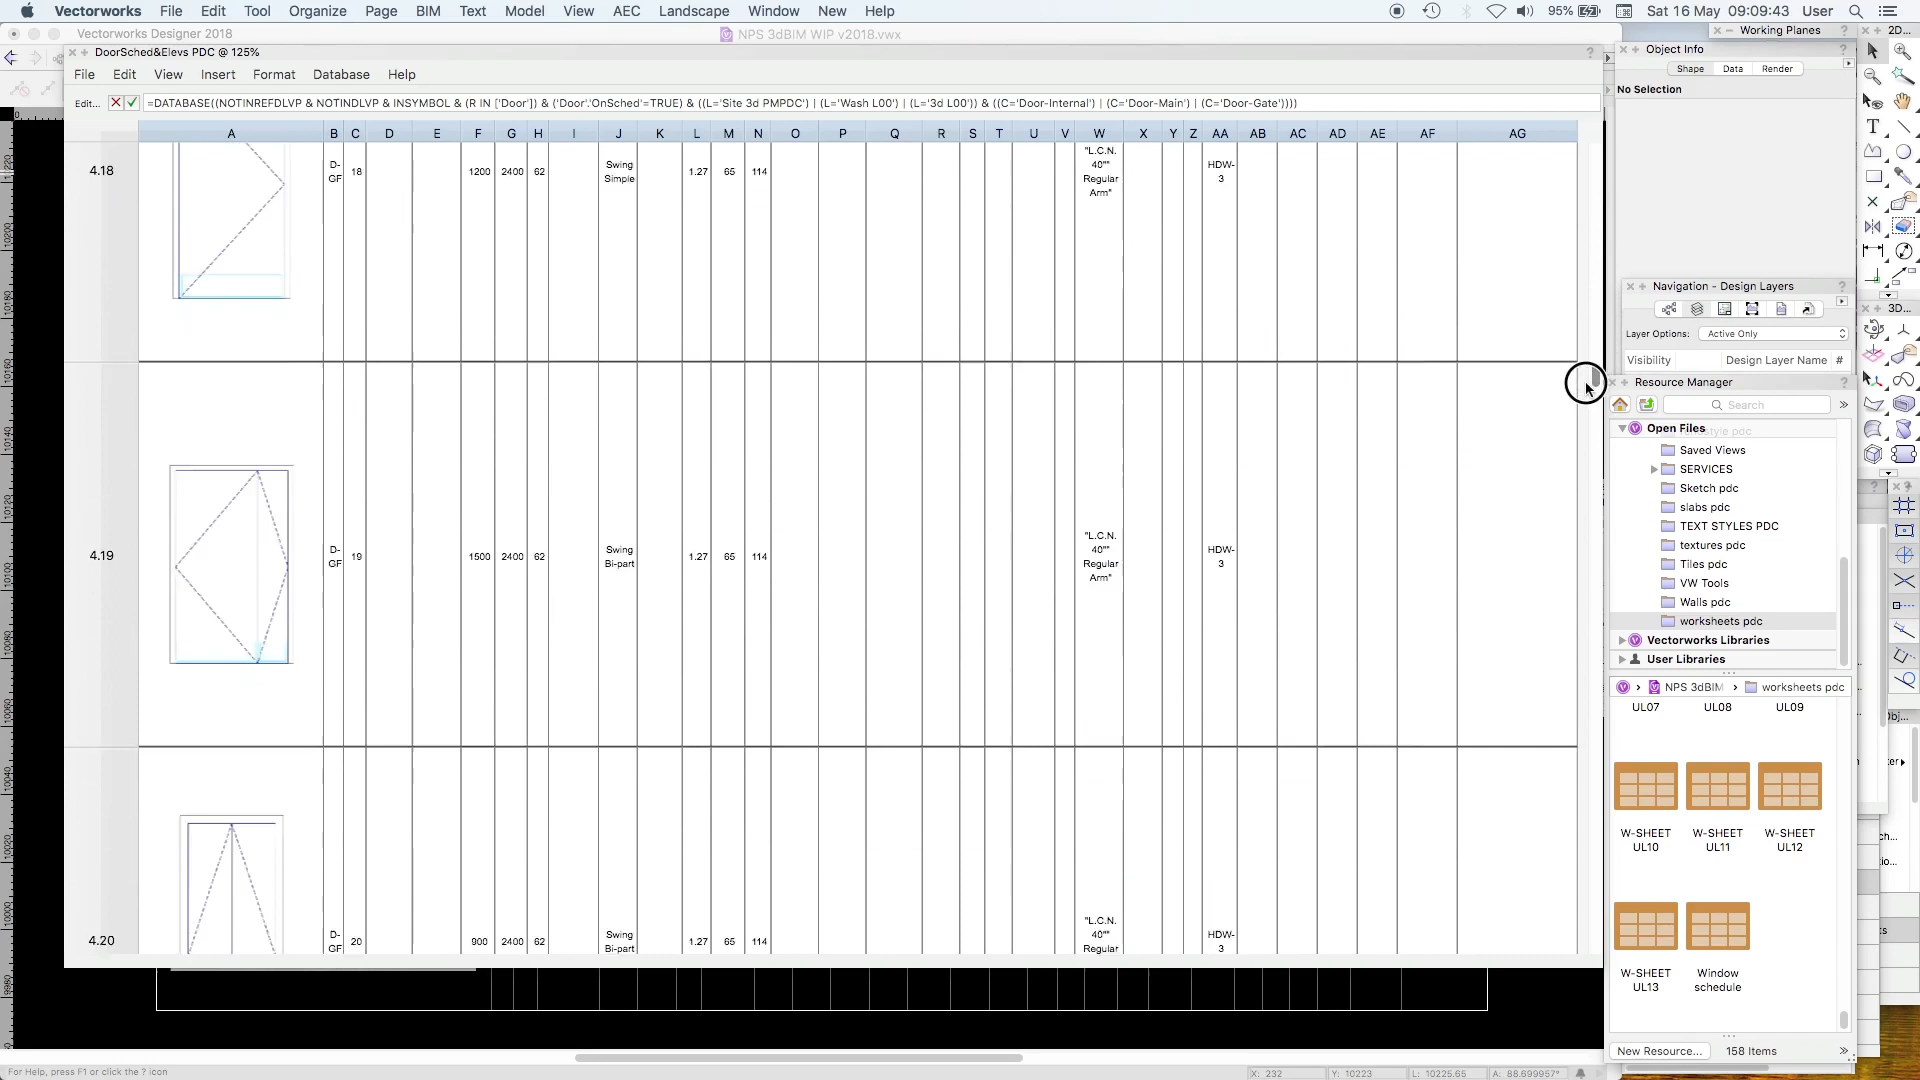 Vectorworks File Edit Tool Organize Page BIM Text Model View AEC Landscape Window New Help
95% Sat 16 May 09:09:43 User
Vectorworks Designer 2018
NPS 3dBIM WIP v2018.vwx
DoorSched&Elevs PDC @ 125%
File Edit View Insert Format Database Help
Edit... =DATABASE((NOTINREFDLVP & NOTINDLVP & INSYMBOL & (R IN ['Door']) & ('Door'.'OnSched'=TRUE) & ((L='Site 3d PMPDC') | (L='Wash L00') | (L='3d L00')) & ((C='Door-Internal') | (C='Door-Main') | (C='Door-Gate'))))
A B C D E F G H I J K L M N O P Q R S T U V W X Y Z AA AB AC AD AE AF AG
4.18 D-GF 18 1200 2400 62 Swing Simple 1.27 65 114 "L.C.N. 40"" Regular Arm" HDW-3
4.19 D-GF 19 1500 2400 62 Swing Bi-part 1.27 65 114 "L.C.N. 40"" Regular Arm" HDW-3
4.20 D-GF 20 900 2400 62 Swing Bi-part 1.27 65 114 "L.C.N. 40"" Regular HDW-3
Working Planes
2D...
Object Info
Shape Data Render
No Selection
Navigation - Design Layers
3D...
Layer Options: Active Only
Visibility Design Layer Name #
Resource Manager
Search
Open Files
Saved Views
SERVICES
Sketch pdc
slabs pdc
TEXT STYLES PDC
textures pdc
Tiles pdc
VW Tools
Walls pdc
worksheets pdc
Vectorworks Libraries
User Libraries
NPS 3dBIM worksheets pdc
UL07 UL08 UL09
W-SHEET UL10
W-SHEET UL11
W-SHEET UL12
W-SHEET UL13
Window schedule
New Resource... 158 Items
For Help, press F1 or click the ? icon
X: 232 Y: 10223 L: 10225.65 A: 88.699957°